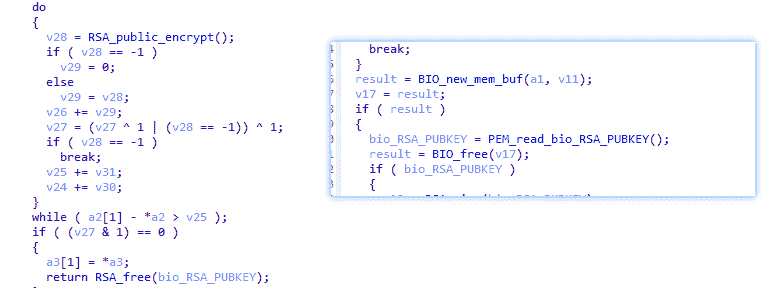 do
{
v28 = RSA_public_encrypt();
if ( v28 == -1 )
v29 = 0;
else
v29 = v28;
v26 += v29;
v27 = (v27 ^ 1 | (v28 == -1)) ^ 1;
if ( v28 == -1 )
break;
v25 += v31;
v24 += v30;
}
while ( a2[1] - *a2 > v25 );
if ( (v27 & 1) == 0 )
{
a3[1] = *a3;
return RSA_free(bio_RSA_PUBKEY);
break;
}
result = BIO_new_mem_buf(a1, v11);
v17 = result;
if ( result )
{
bio_RSA_PUBKEY = PEM_read_bio_RSA_PUBKEY();
result = BIO_free(v17);
if ( bio_RSA_PUBKEY )
{